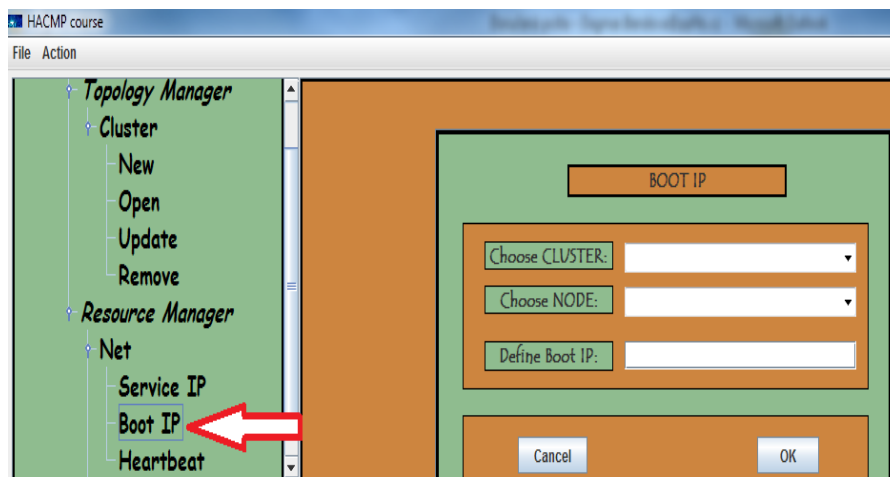 HACMP course
File Action
Topology Manager
Cluster
New
Open
Update
Remove
Resource Manager
Net
Service IP
Boot IP
Heartbeat
BOOT IP
Choose CLUSTER:
Choose NODE:
Define Boot IP:
Cancel OK